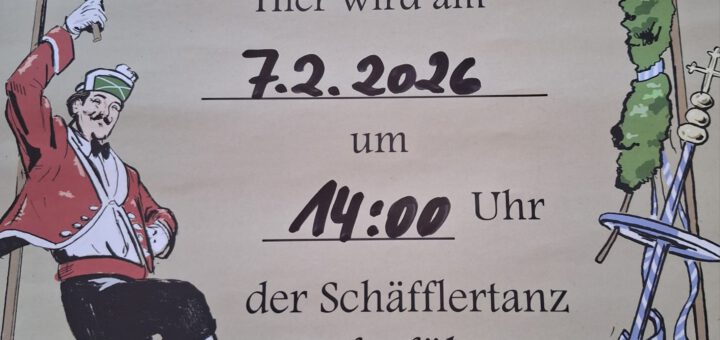 Hier wird am
7.2.2026
um
14:00 Uhr
der Schäfflertanz